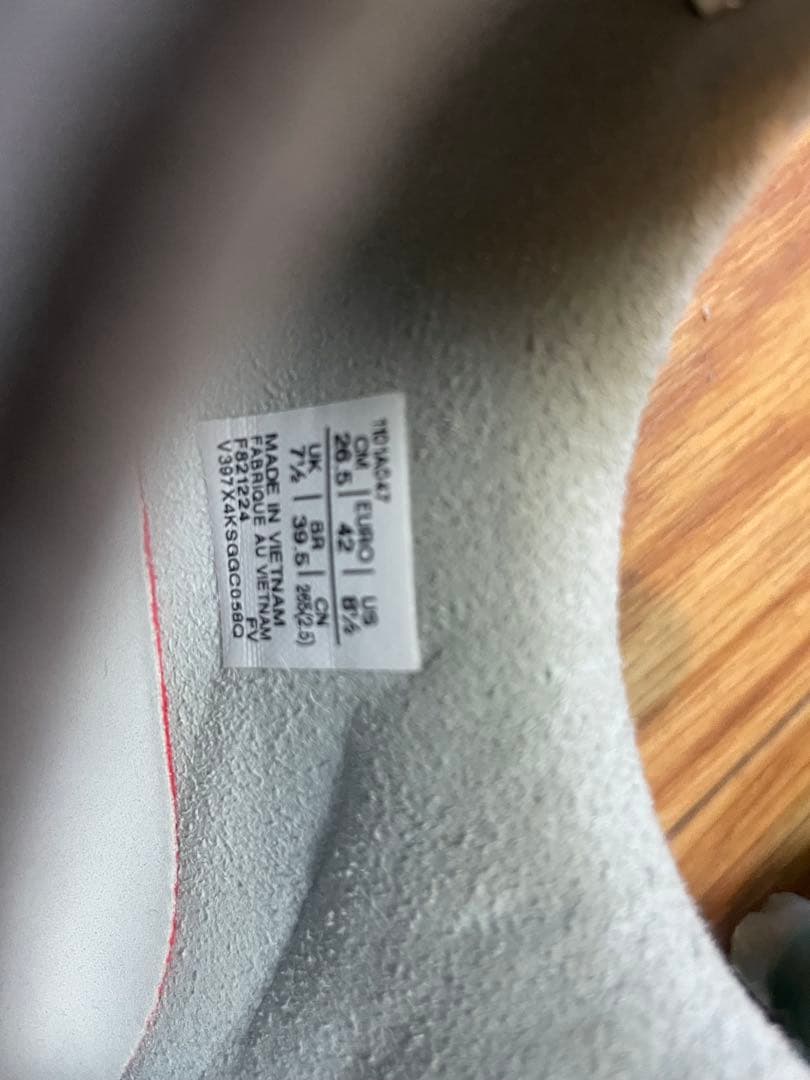 1101A047
CM | EURO | US
26.5 | 42 | 8½
UK | BR | CN
7½ | 39.5 | 265(2.5)
MADE IN VIETNAM
FABRIQUE AU VIETNAM
F821224 FV
V397X4KSGGC058Q